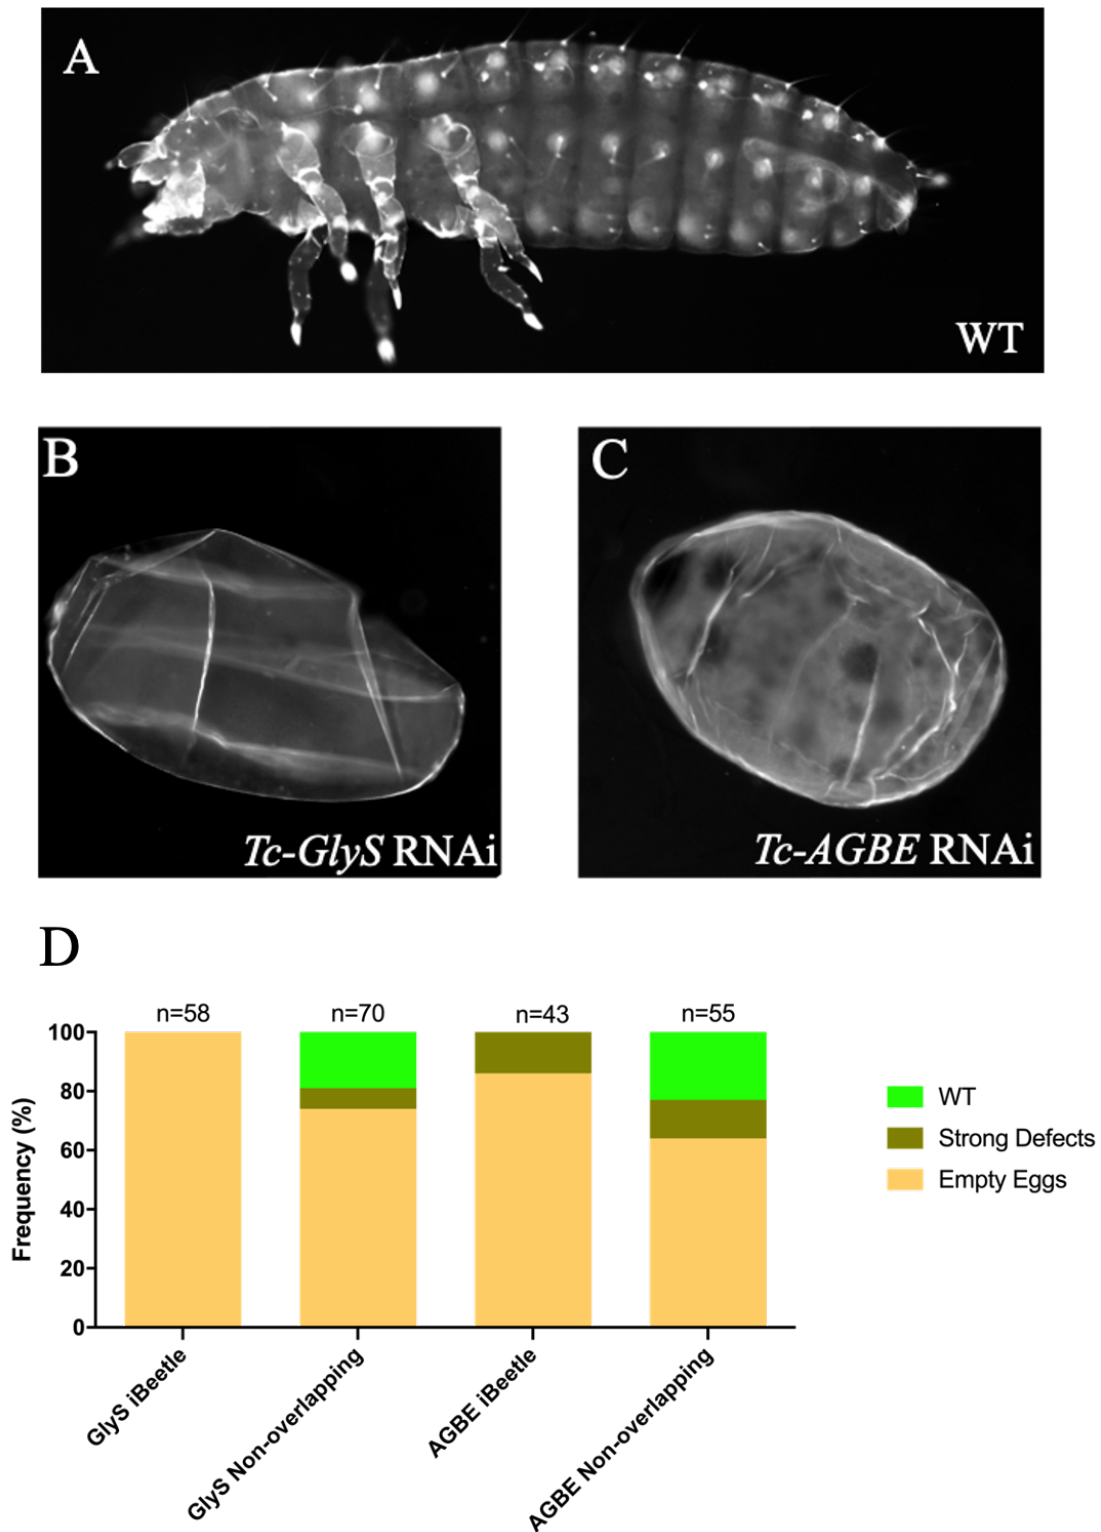 A
WT
B
Tc-GlyS RNAi
C
Tc-AGBE RNAi
D
n=58
n=70
n=43
n=55
100
80
60
40
20
0
Frequency (%)
GlyS iBeetle
GlyS Non-overlapping
AGBE iBeetle
AGBE Non-overlapping
WT
Strong Defects
Empty Eggs